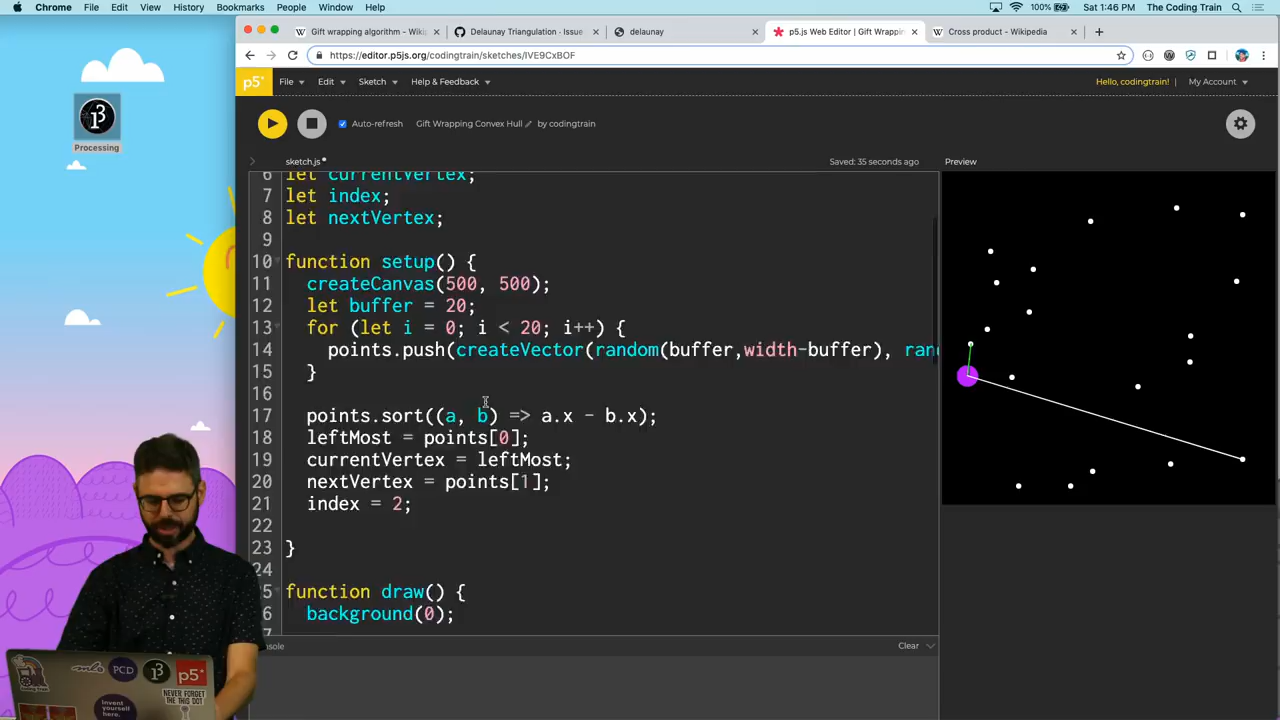 Chrome File Edit View History Bookmarks People Window Help 100% Sat 1:46 PM The Coding Train
Gift wrapping algorithm - Wiki
Delaunay Triangulation · Issue
delaunay
p5.js Web Editor | Gift Wrappin
Cross product - Wikipedia
https://editor.p5js.org/codingtrain/sketches/IVE9CxBOF
p5* File Edit Sketch Help & Feedback Hello, codingtrain! | My Account
Auto-refresh Gift Wrapping Convex Hull by codingtrain
Processing
sketch.js Saved: 35 seconds ago Preview
6 let currentVertex;
7 let index;
8 let nextVertex;
9
10 function setup() {
11 createCanvas(500, 500);
12 let buffer = 20;
13 for (let i = 0; i < 20; i++) {
14 points.push(createVector(random(buffer,width-buffer), ran
15 }
16
17 points.sort((a, b) => a.x - b.x);
18 leftMost = points[0];
19 currentVertex = leftMost;
20 nextVertex = points[1];
21 index = 2;
22
23 }
24
25 function draw() {
26 background(0);
Clear
PCD
p5*
Invent yourself here.
NEVER FORGET THE THIS DOT